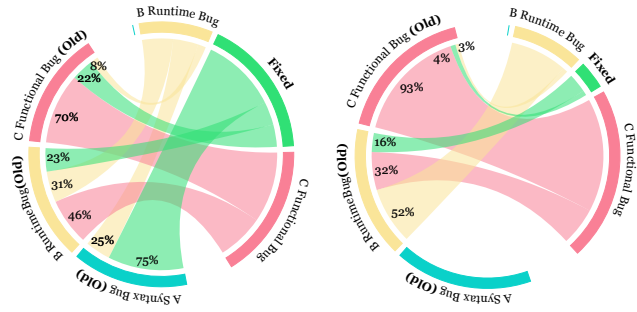 B Runtime Bug
Fixed
C Functional Bug
A Syntax Bug (Old)
B RuntimeBug(Old)
C Functional Bug (Old)
8%
22%
70%
23%
31%
46%
25%
75%
B Runtime Bug
Fixed
C Functional Bug
A Syntax Bug (Old)
B RuntimeBug(Old)
C Functional Bug (Old)
3%
4%
93%
16%
32%
52%